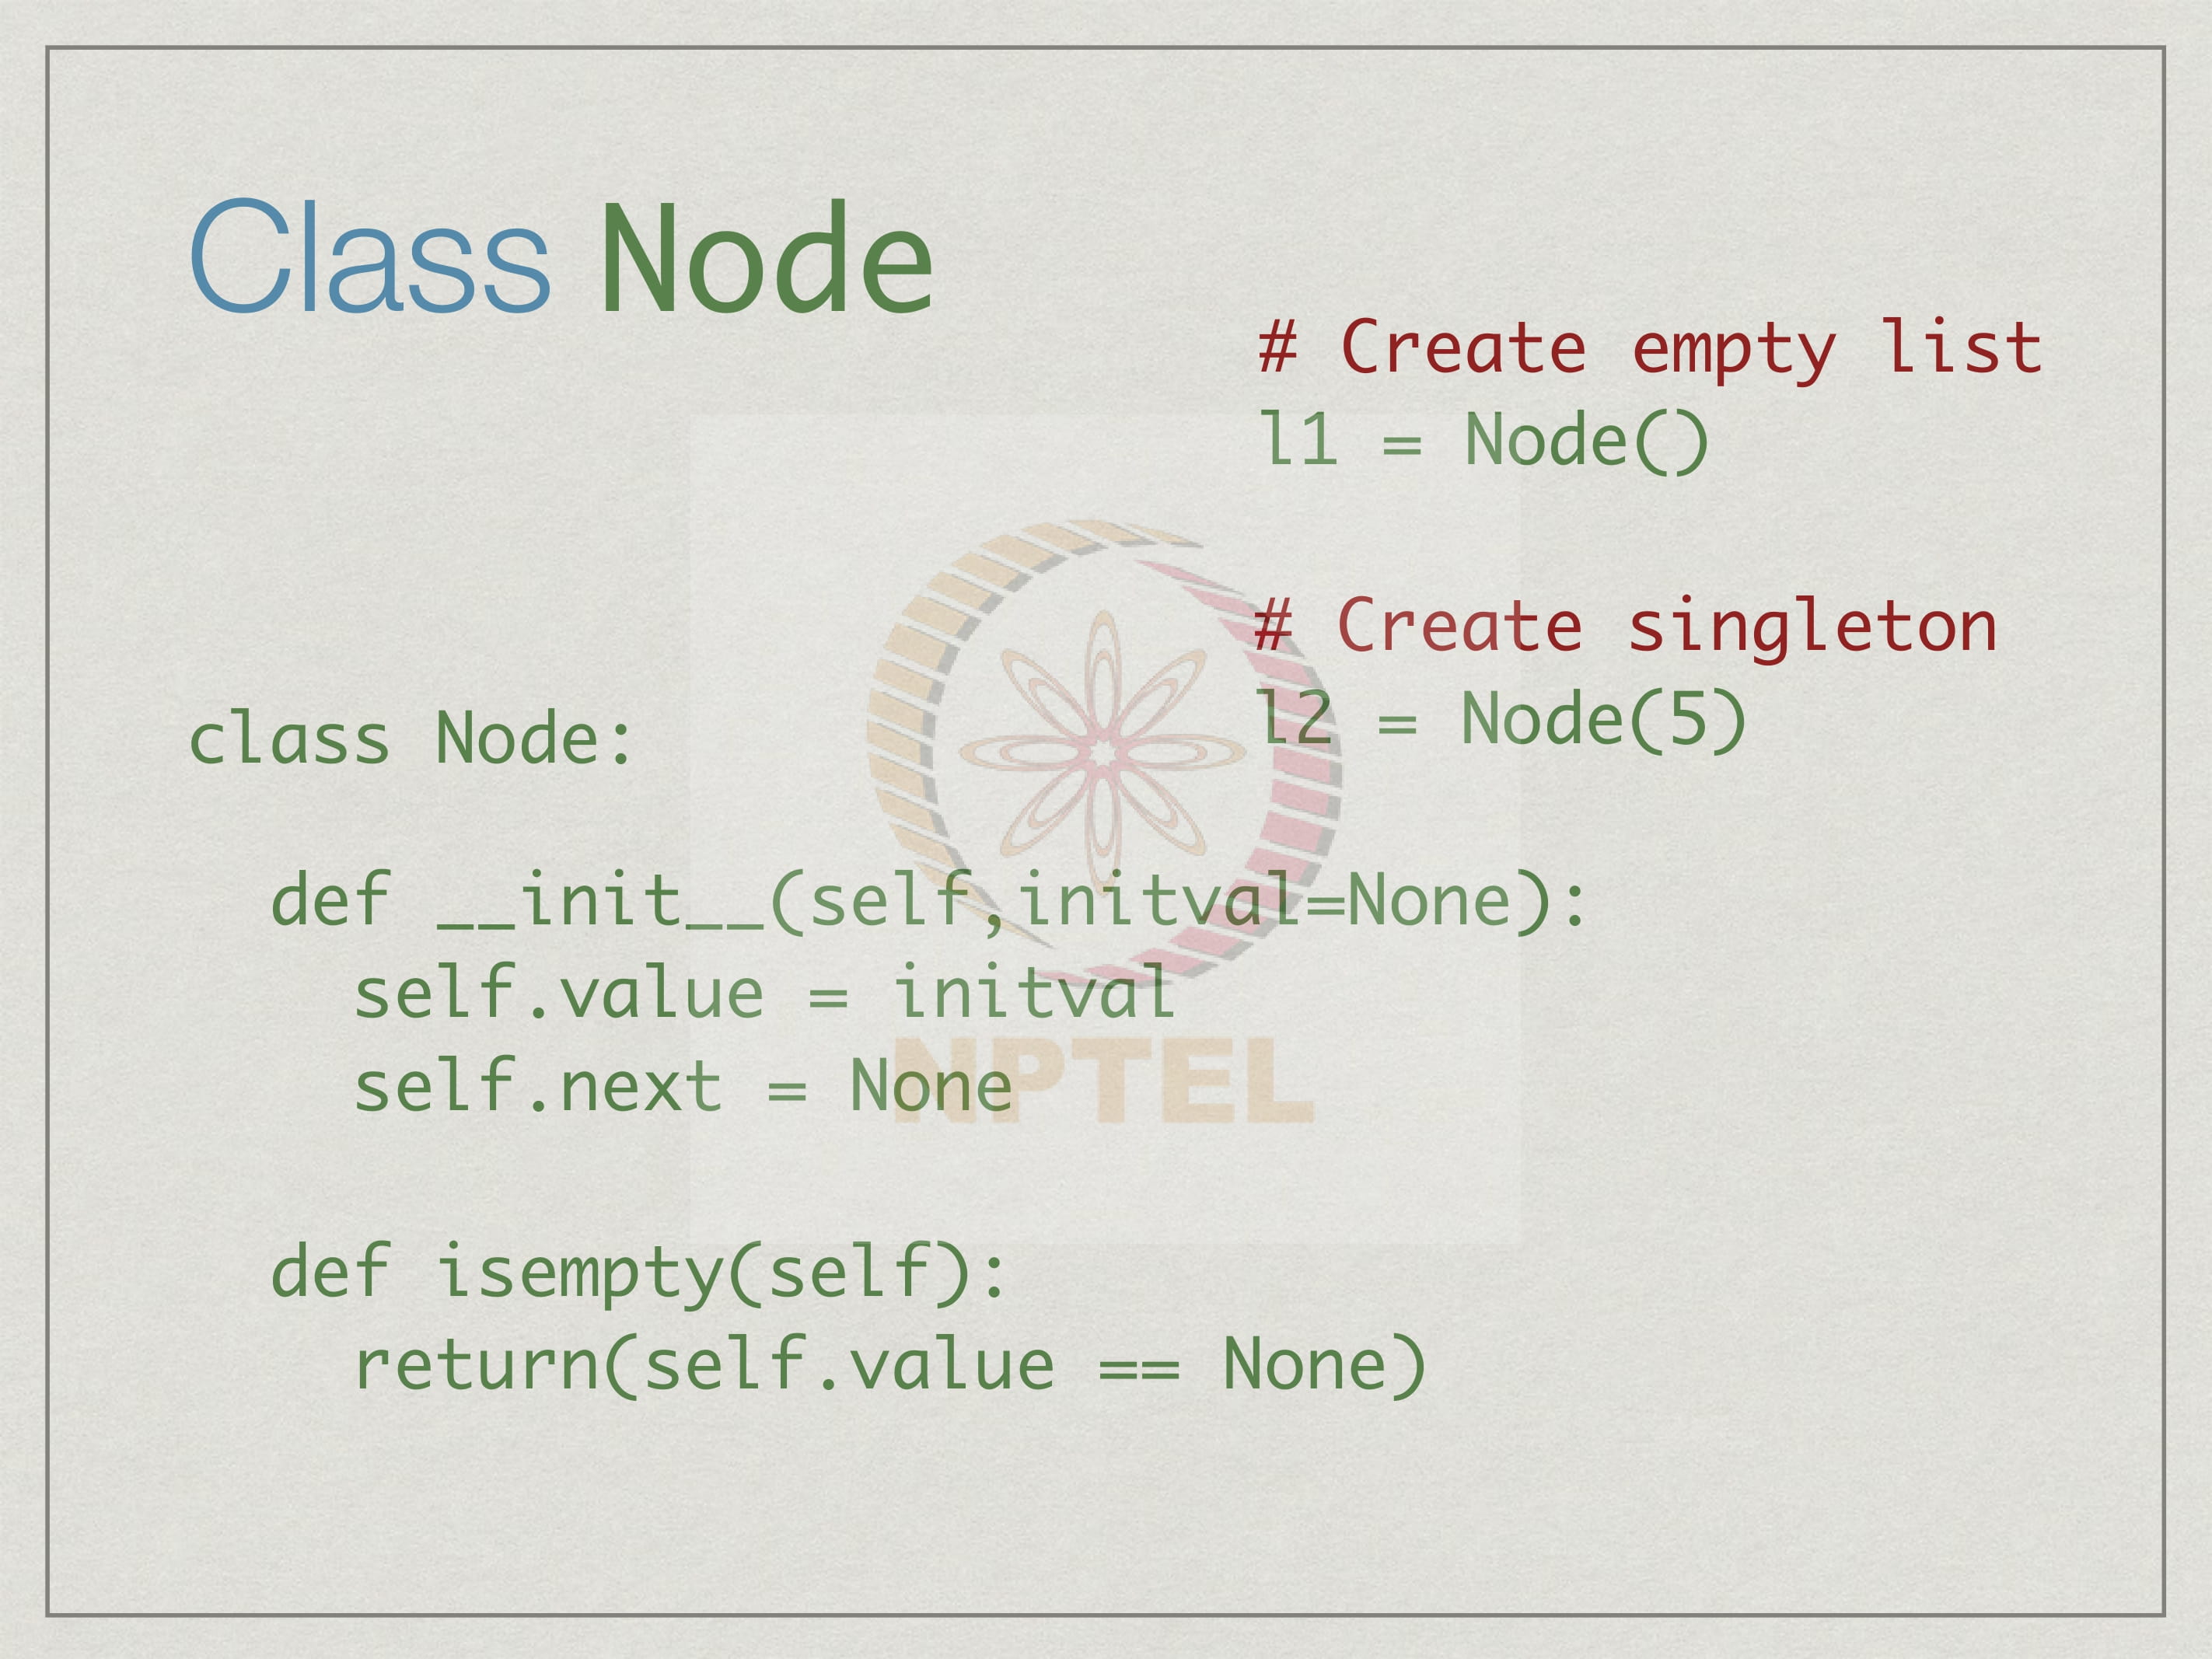 Class Node
# Create empty list
l1 = Node()
# Create singleton
l2 = Node(5)
class Node:
def __init__(self,initval=None):
self.value = initval
self.next = None
def isempty(self):
return(self.value == None)
NPTEL